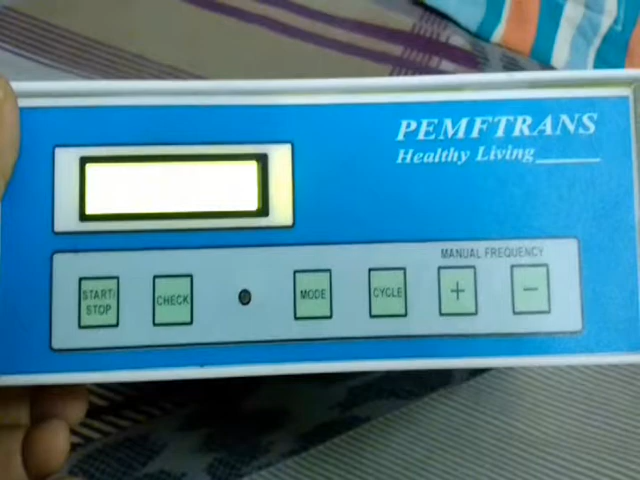 PEMFTRANS
Healthy Living
MANUAL FREQUENCY
START/
STOP
CHECK
MODE
CYCLE
+
-